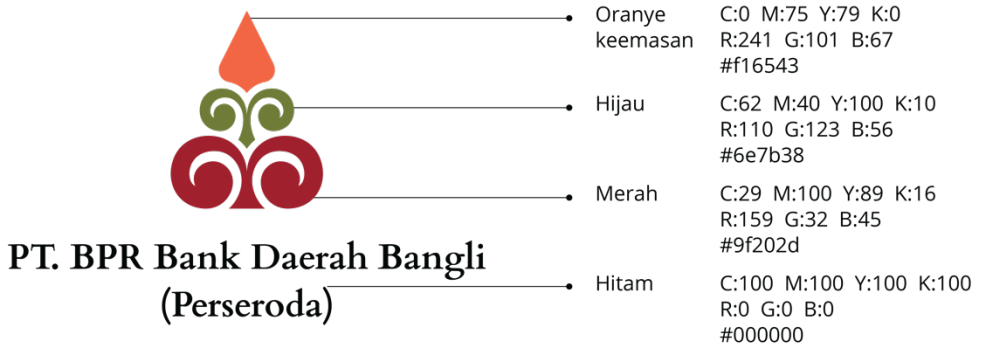 Oranye
keemasan
C:0 M:75 Y:79 K:0
R:241 G:101 B:67
#f16543
Hijau
C:62 M:40 Y:100 K:10
R:110 G:123 B:56
#6e7b38
Merah
C:29 M:100 Y:89 K:16
R:159 G:32 B:45
#9f202d
PT. BPR Bank Daerah Bangli
(Perseroda)
Hitam
C:100 M:100 Y:100 K:100
R:0 G:0 B:0
#000000